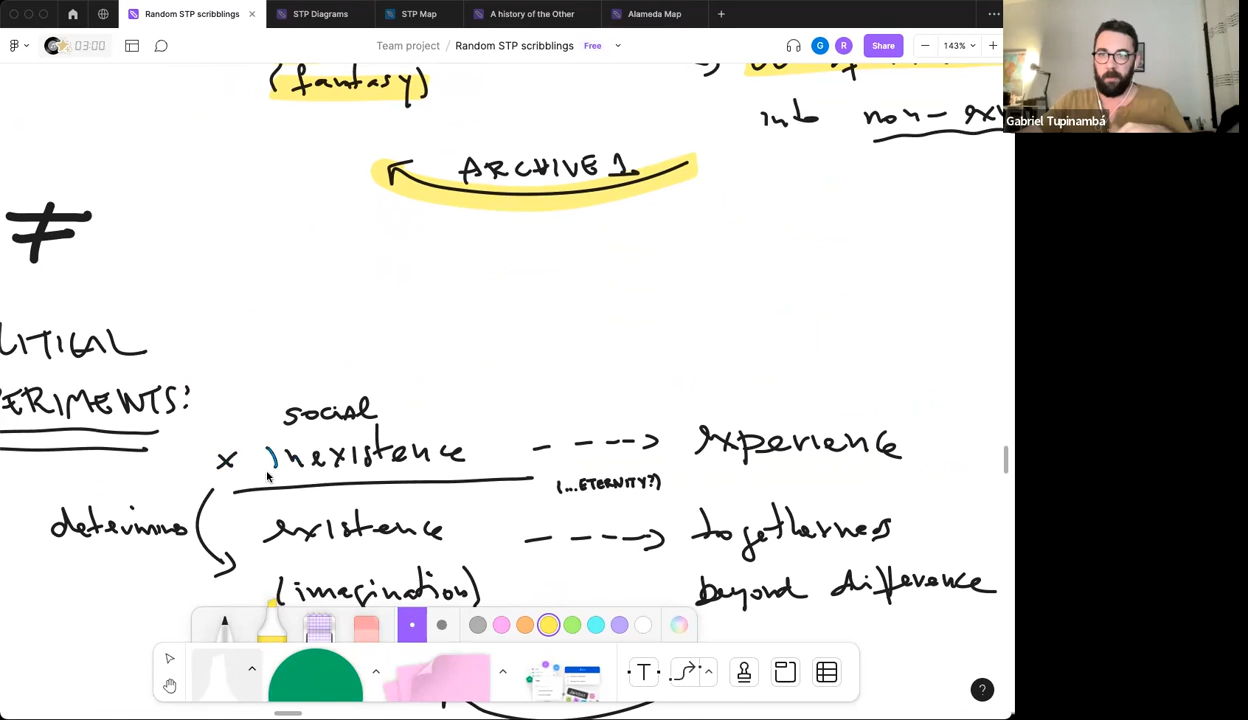 Random STP scribblings
STP Diagrams
STP Map
A history of the Other
Alameda Map
03:00
Team project / Random STP scribblings Free
G R Share 143%
Gabriel Tupinambá
(fantasy)
into non-
ARCHIVE 1
≠
LITICAL
ERIMENTS?
social
x inexistence ---> experience
(...ETERNITY?)
determines existence ---> togetherness
(imagination) beyond difference
T
?